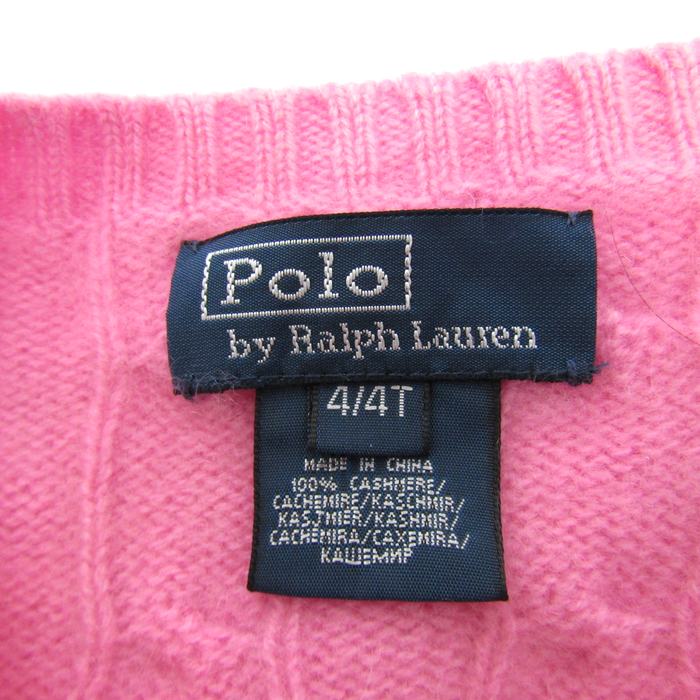 Polo
by Ralph Lauren
4/4T
MADE IN CHINA
100% CASHMERE/
CACHEMIRE/KASCHMIR/
KASJMIER/KASHMIR/
CACHEMIRA/CAXEMIRA/
КАШЕМИР